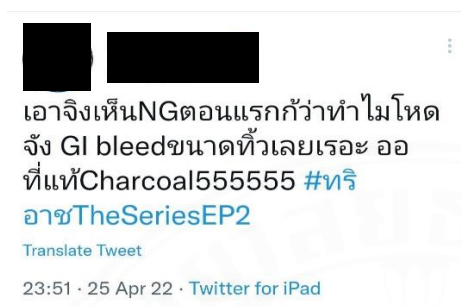 เอาจิงเห็นNGตอนแรกก้ว่าทำไมโหด
จัง GI bleedขนาดทิ้วเลยเรอะ ออ
ที่แท้Charcoal555555 #ทริ
อาชTheSeriesEP2
Translate Tweet
23:51 · 25 Apr 22 · Twitter for iPad